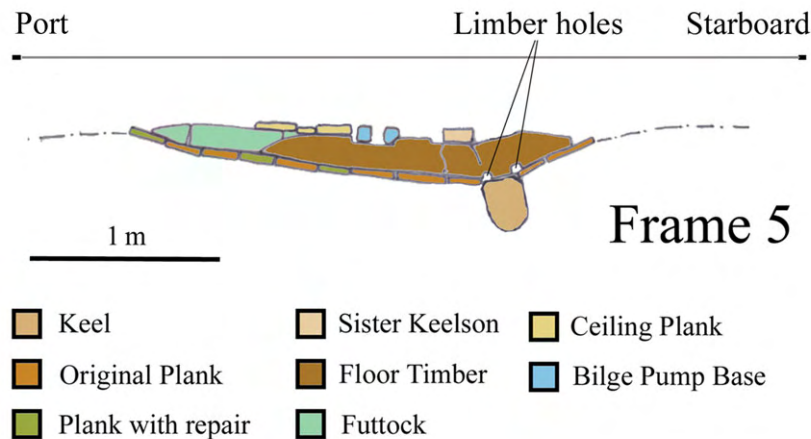 Port
Limber holes
Starboard
1 m
Frame 5
Keel
Sister Keelson
Ceiling Plank
Original Plank
Floor Timber
Bilge Pump Base
Plank with repair
Futtock